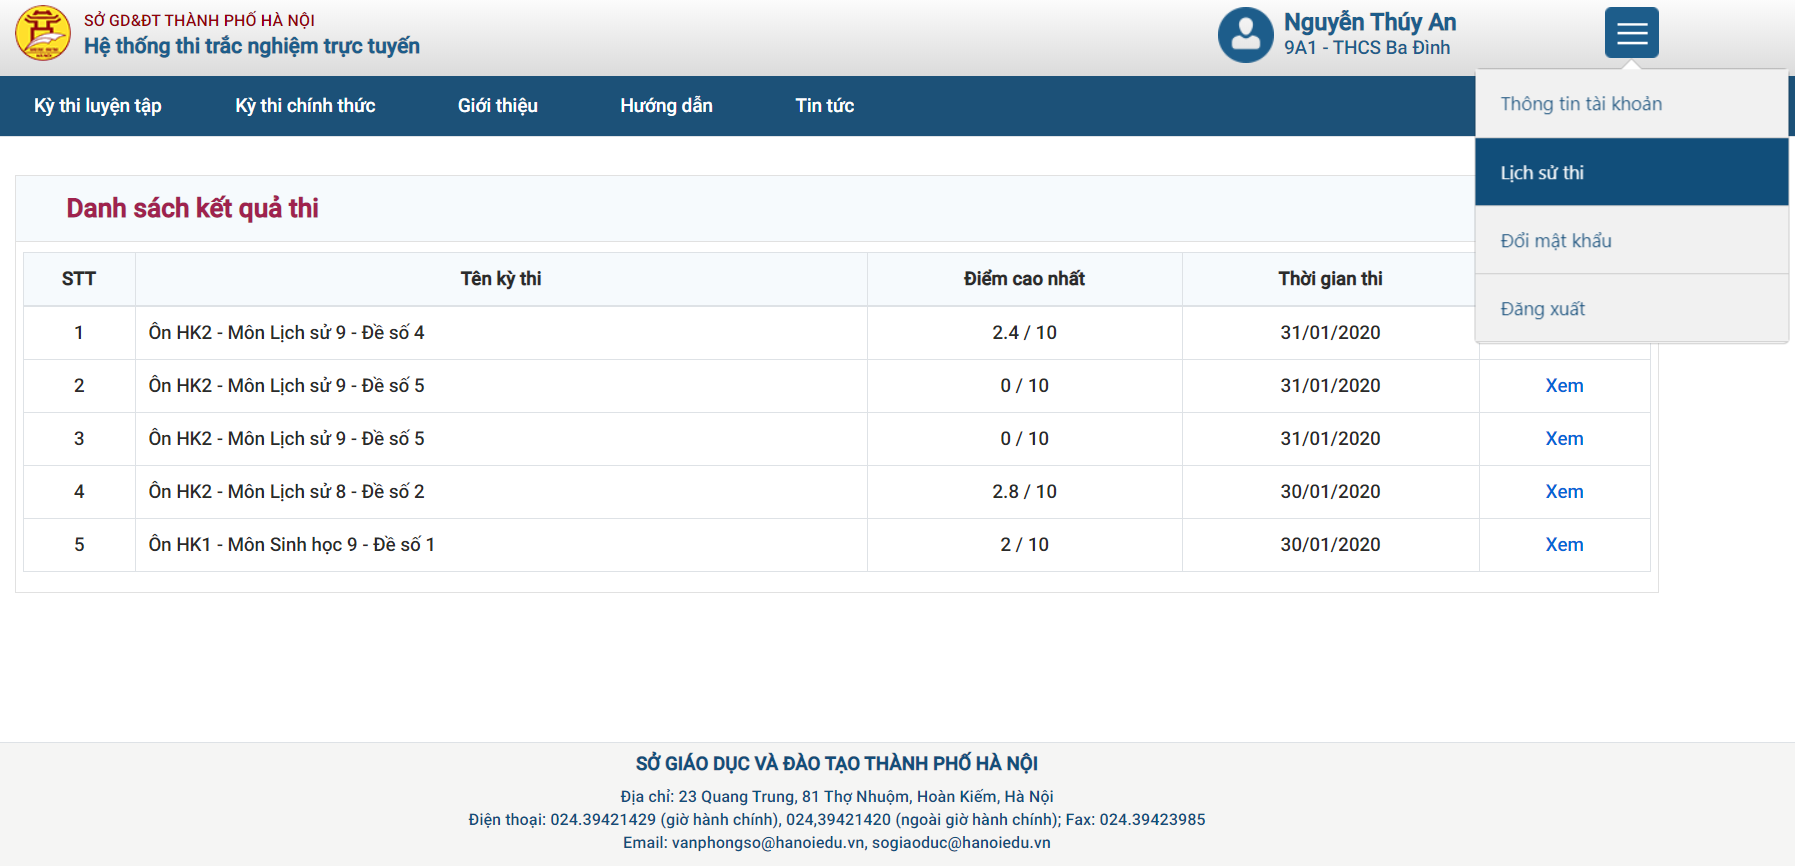 SỞ GD&ĐT THÀNH PHỐ HÀ NỘI
Hệ thống thi trắc nghiệm trực tuyến
Nguyễn Thúy An
9A1 - THCS Ba Đình
Kỳ thi luyện tập
Kỳ thi chính thức
Giới thiệu
Hướng dẫn
Tin tức
Thông tin tài khoản
Lịch sử thi
Đổi mật khẩu
Đăng xuất
Danh sách kết quả thi
STT Tên kỳ thi Điểm cao nhất Thời gian thi
1 Ôn HK2 - Môn Lịch sử 9 - Đề số 4 2.4 / 10 31/01/2020
2 Ôn HK2 - Môn Lịch sử 9 - Đề số 5 0 / 10 31/01/2020 Xem
3 Ôn HK2 - Môn Lịch sử 9 - Đề số 5 0 / 10 31/01/2020 Xem
4 Ôn HK2 - Môn Lịch sử 8 - Đề số 2 2.8 / 10 30/01/2020 Xem
5 Ôn HK1 - Môn Sinh học 9 - Đề số 1 2 / 10 30/01/2020 Xem
SỞ GIÁO DỤC VÀ ĐÀO TẠO THÀNH PHỐ HÀ NỘI
Địa chỉ: 23 Quang Trung, 81 Thợ Nhuộm, Hoàn Kiếm, Hà Nội
Điện thoại: 024.39421429 (giờ hành chính), 024,39421420 (ngoài giờ hành chính); Fax: 024.39423985
Email: vanphongso@hanoiedu.vn, sogiaoduc@hanoiedu.vn